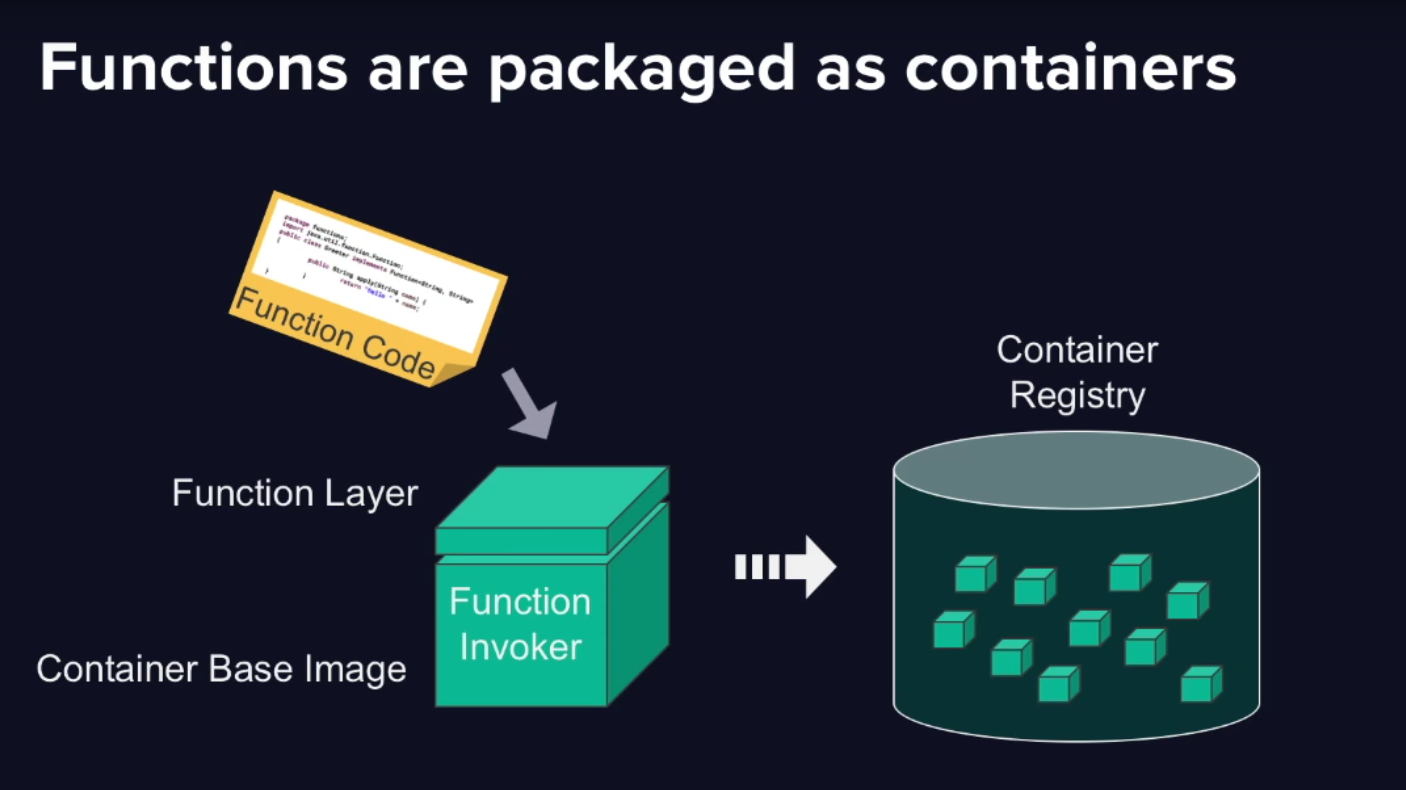 Functions are packaged as containers
package functions;
import java.util.function.Function;
public class Greeter implements Function<String, String>
{
public String apply(String name) {
return "hello " + name;
}
}
Function Code
Container
Registry
Function Layer
Function
Invoker
Container Base Image